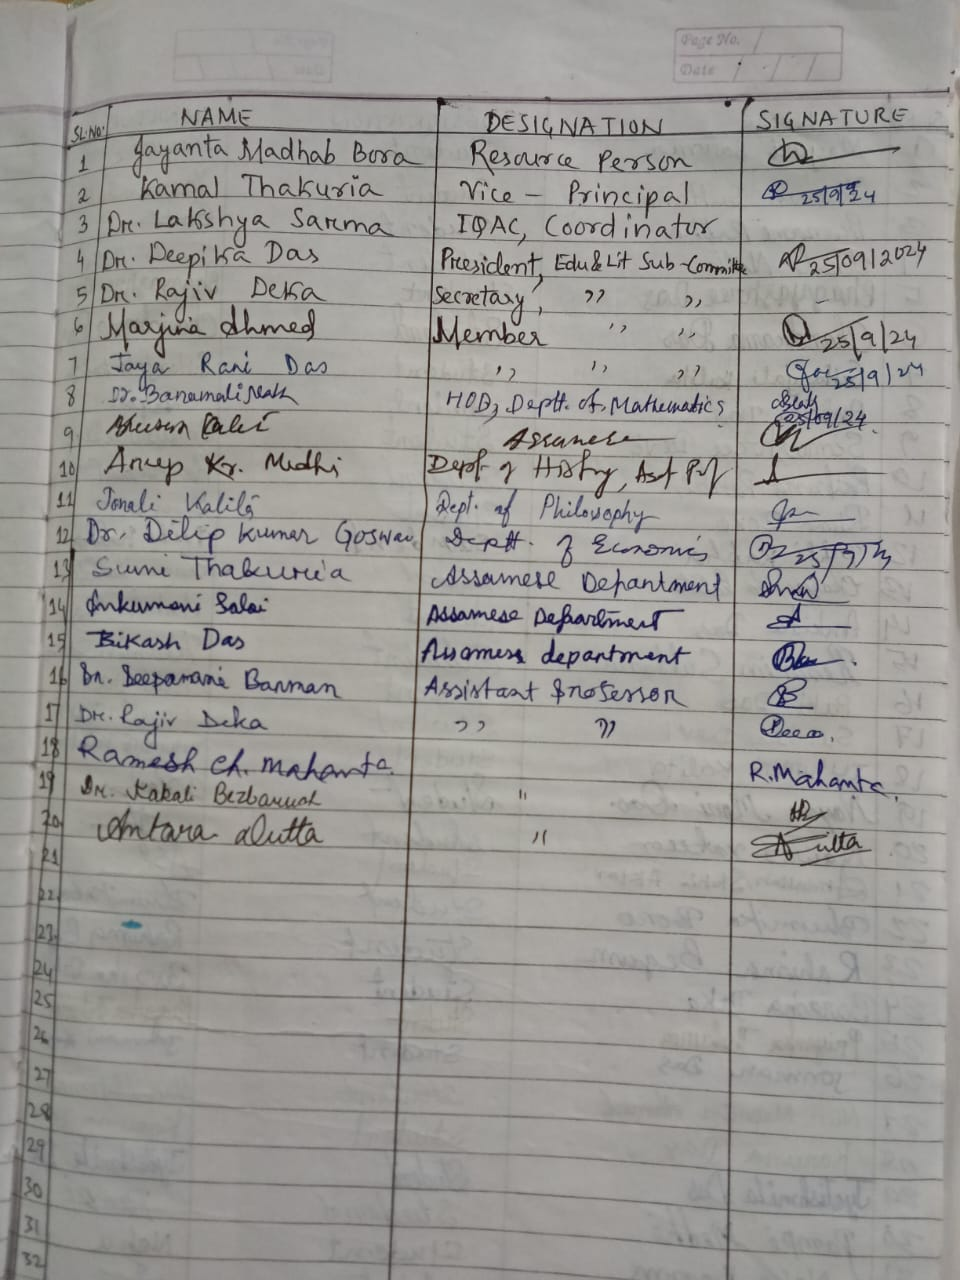 Page No.
Date
SL.NO. NAME DESIGNATION SIGNATURE
1 Jayanta Madhab Bora Resource Person
2 Kamal Thakuria Vice - Principal 25/9/24
3 Dr. Lakshya Sarma IQAC, Coordinator
4 Dr. Deepika Das President, Edu & Lit Sub-Committe 25/09/2024
5 Dr. Rajiv Deka Secretary, ,, ,, -
6 Marjina Ahmed Member ,, ,, 25/9/24
7 Jaya Rani Das ,, ,, ,, 25/9/24
8 Dr. Banamali Nath HOD, Deptt. of Mathematics 25/09/24
9 Assamese
10 Anup Kr. Medhi Dept of History, Asst Prof
11 Jonali Kalita Dept. of Philosophy
12 Dr. Dilip Kumar Goswami Deptt. of Economics
13 Sumi Thakuria Assamese Department
14 Assamese Department
15 Bikash Das Assamese department
16 Dr. Deepamani Barman Assistant Professor
17 Dr. Rajiv Deka ,, ,,
18 Ramesh Ch. Mahanta. R. Mahanta
19 Dr. Kakali Bezbaruah "
20 Antara Dutta "
21
22
23
24
25
26
27
28
29
30
31
32